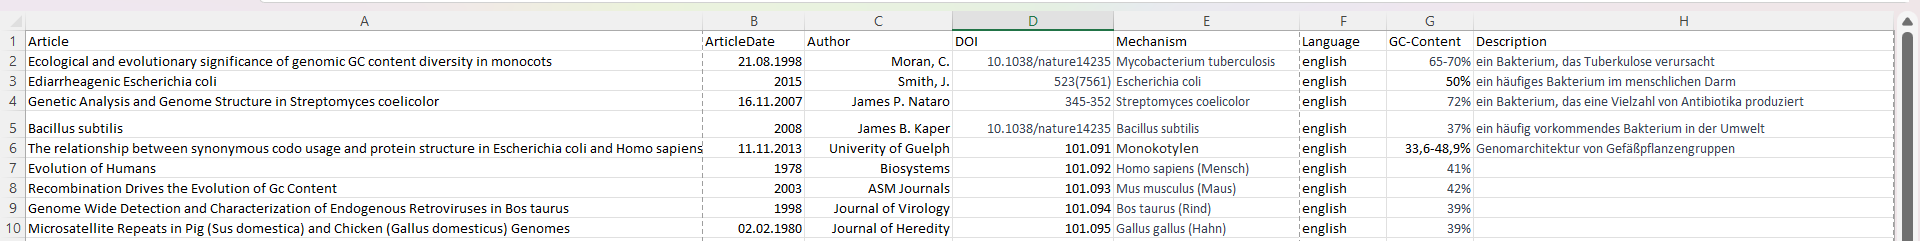 A B C D E F G H
1 Article ArticleDate Author DOI Mechanism Language GC-Content Description
2 Ecological and evolutionary significance of genomic GC content diversity in monocots 21.08.1998 Moran, C. 10.1038/nature14235 Mycobacterium tuberculosis english 65-70% ein Bakterium, das Tuberkulose verursacht
3 Ediarrheagenic Escherichia coli 2015 Smith, J. 523(7561) Escherichia coli english 50% ein häufiges Bakterium im menschlichen Darm
4 Genetic Analysis and Genome Structure in Streptomyces coelicolor 16.11.2007 James P. Nataro 345-352 Streptomyces coelicolor english 72% ein Bakterium, das eine Vielzahl von Antibiotika produziert
5 Bacillus subtilis 2008 James B. Kaper 10.1038/nature14235 Bacillus subtilis english 37% ein häufig vorkommendes Bakterium in der Umwelt
6 The relationship between synonymous codo usage and protein structure in Escherichia coli and Homo sapiens 11.11.2013 Univerity of Guelph 101.091 Monokotylen english 33,6-48,9% Genomarchitektur von Gefäßpflanzengruppen
7 Evolution of Humans 1978 Biosystems 101.092 Homo sapiens (Mensch) english 41%
8 Recombination Drives the Evolution of Gc Content 2003 ASM Journals 101.093 Mus musculus (Maus) english 42%
9 Genome Wide Detection and Characterization of Endogenous Retroviruses in Bos taurus 1998 Journal of Virology 101.094 Bos taurus (Rind) english 39%
10 Microsatellite Repeats in Pig (Sus domestica) and Chicken (Gallus domesticus) Genomes 02.02.1980 Journal of Heredity 101.095 Gallus gallus (Hahn) english 39%